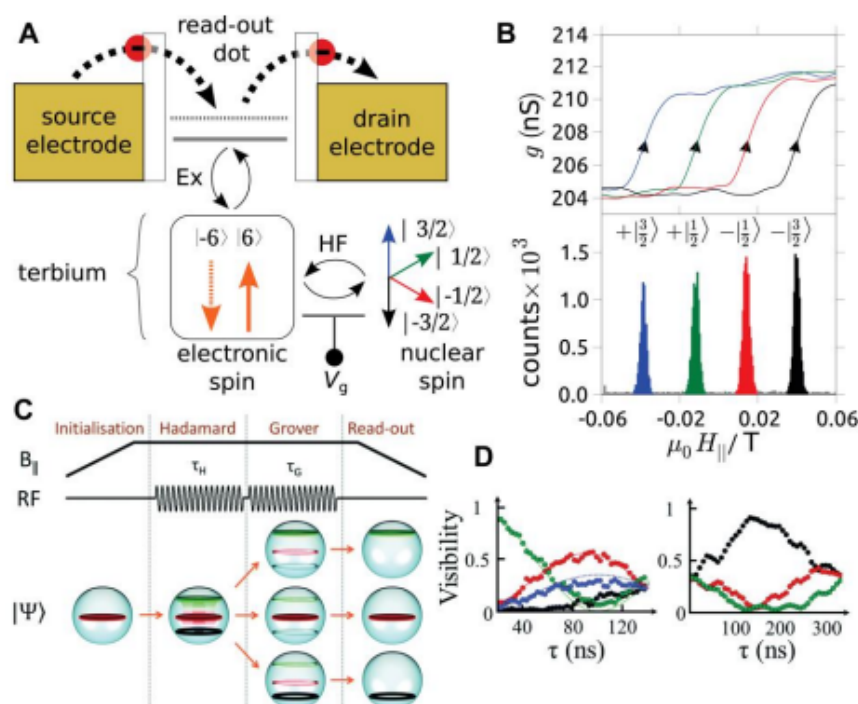 A
read-out
dot
source
electrode
drain
electrode
Ex
terbium
|-6⟩ |6⟩
HF
| 3/2⟩
| 1/2⟩
|-1/2⟩
|-3/2⟩
electronic
spin
V_g
nuclear
spin
B
g (nS)
214
212
210
208
206
204
+|3/2⟩ +|1/2⟩ −|1/2⟩ −|3/2⟩
counts × 10³
1.5
1.0
0.5
0.0
-0.06 -0.02 0.02 0.06
μ₀ H_||/ T
C
Initialisation Hadamard Grover Read-out
B_||
τ_H τ_G
RF
|Ψ⟩
D
Visibility
1
0.5
0
40 80 120
τ (ns)
1
0.5
0
100 200 300
τ (ns)